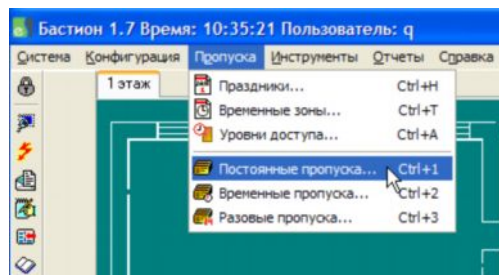 Бастион 1.7 Время: 10:35:21 Пользователь: q
Система Конфигурация Пропуска Инструменты Отчеты Справка
1 этаж
Праздники... Ctrl+H
Временные зоны... Ctrl+T
Уровни доступа... Ctrl+A
Постоянные пропуска... Ctrl+1
Временные пропуска... Ctrl+2
Разовые пропуска... Ctrl+3